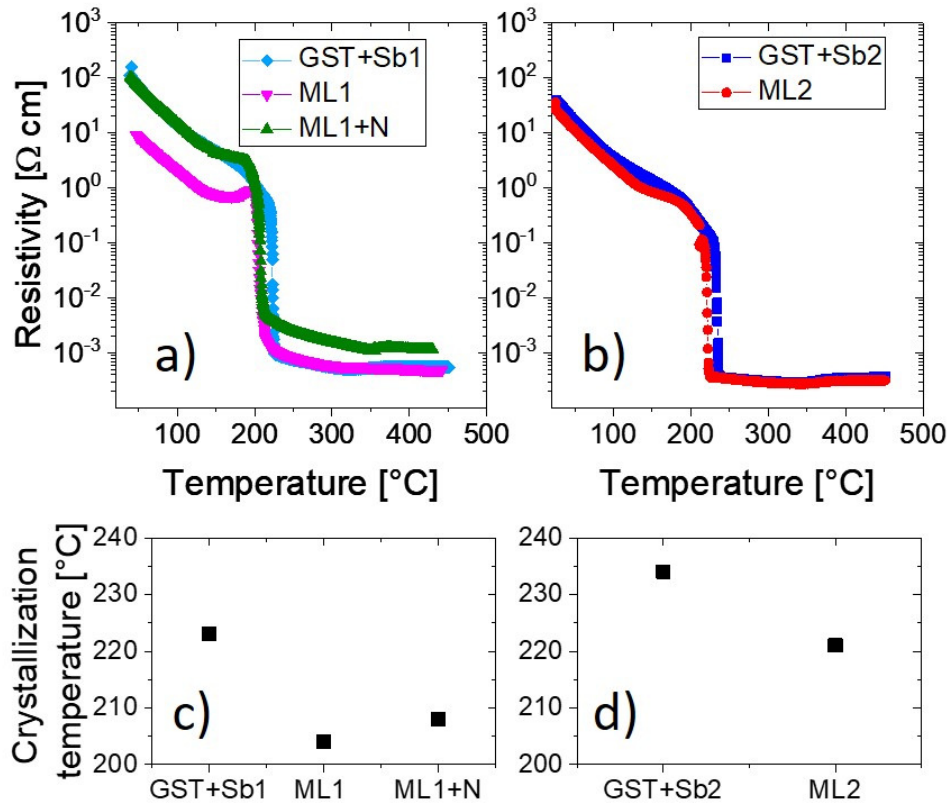 10³
10²
10¹
10⁰
10⁻¹
10⁻²
10⁻³
Resistivity [Ω cm]
GST+Sb1
ML1
ML1+N
a)
100 200 300 400 500
Temperature [°C]
10³
10²
10¹
10⁰
10⁻¹
10⁻²
10⁻³
GST+Sb2
ML2
b)
100 200 300 400 500
Temperature [°C]
Crystallization
temperature [°C]
240
230
220
210
200
c)
GST+Sb1 ML1 ML1+N
240
230
220
210
200
d)
GST+Sb2 ML2